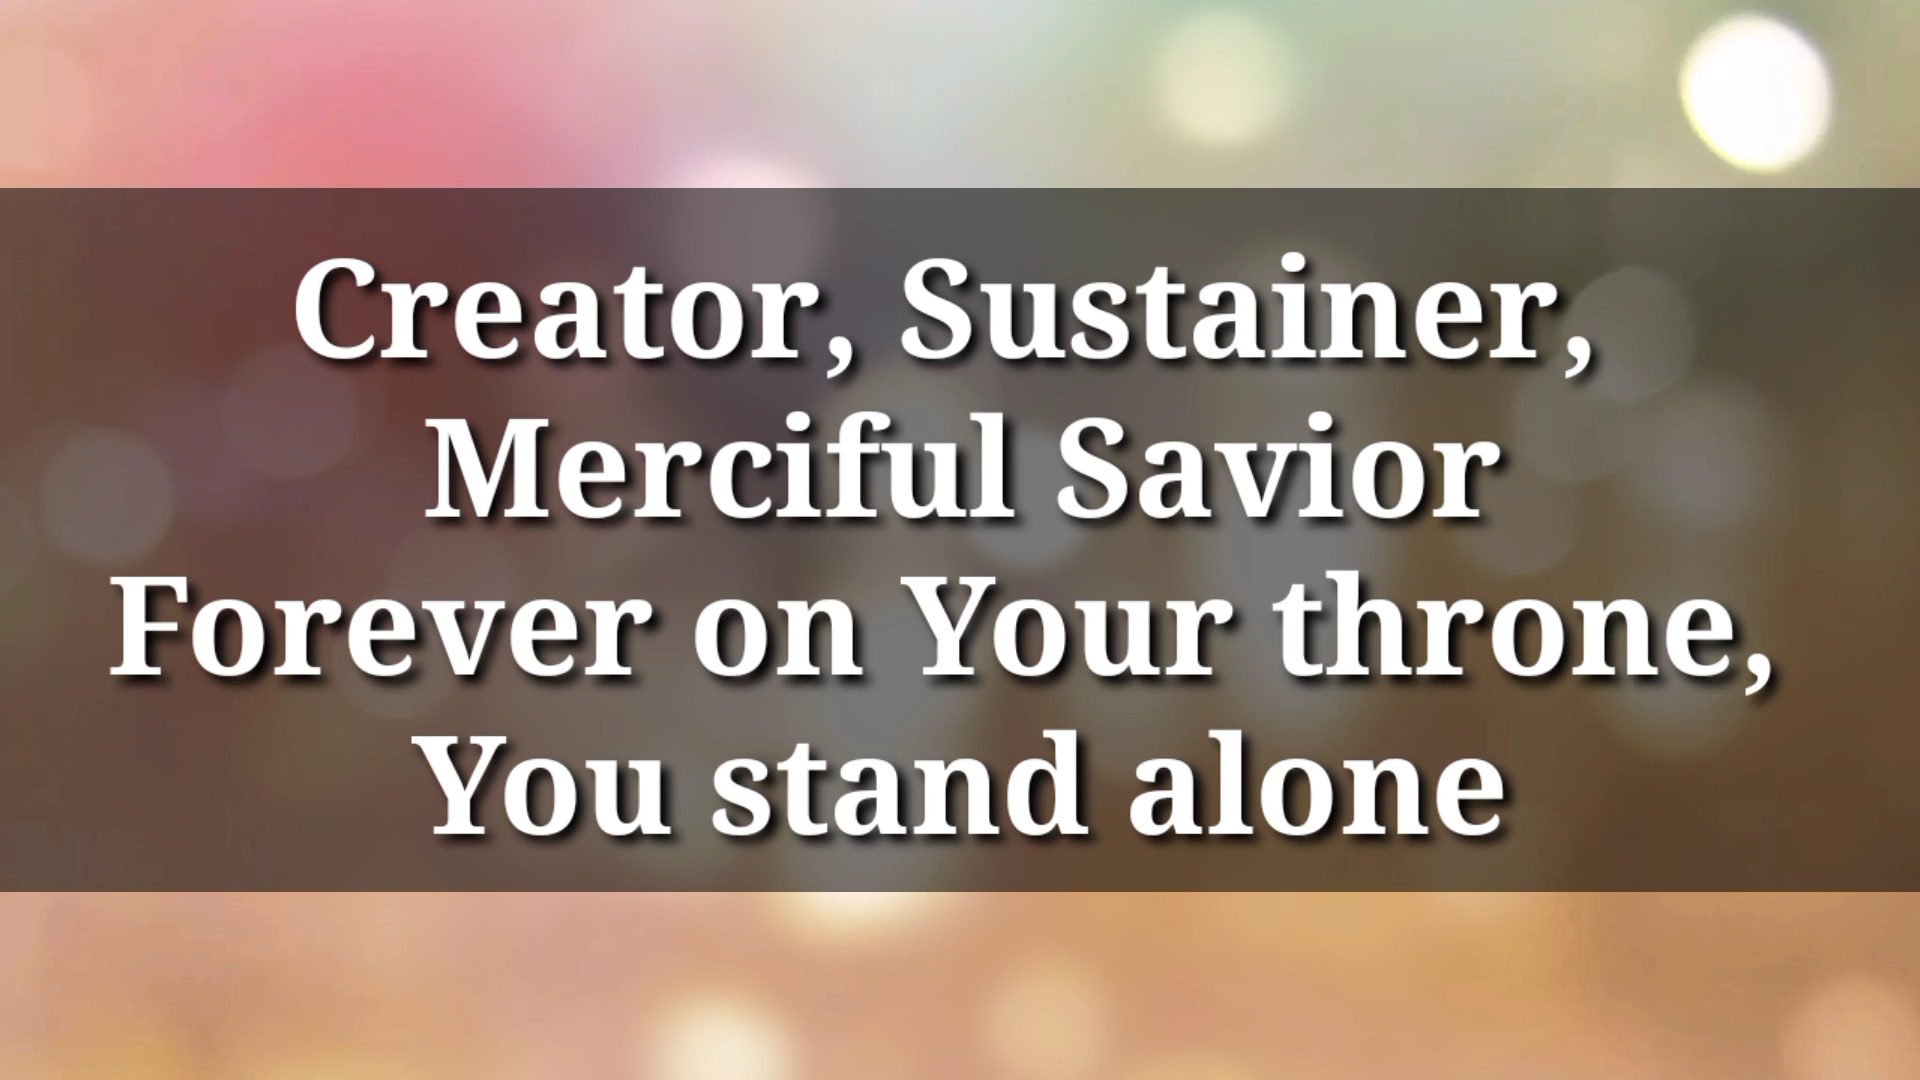 Creator, Sustainer,
Merciful Savior
Forever on Your throne,
You stand alone